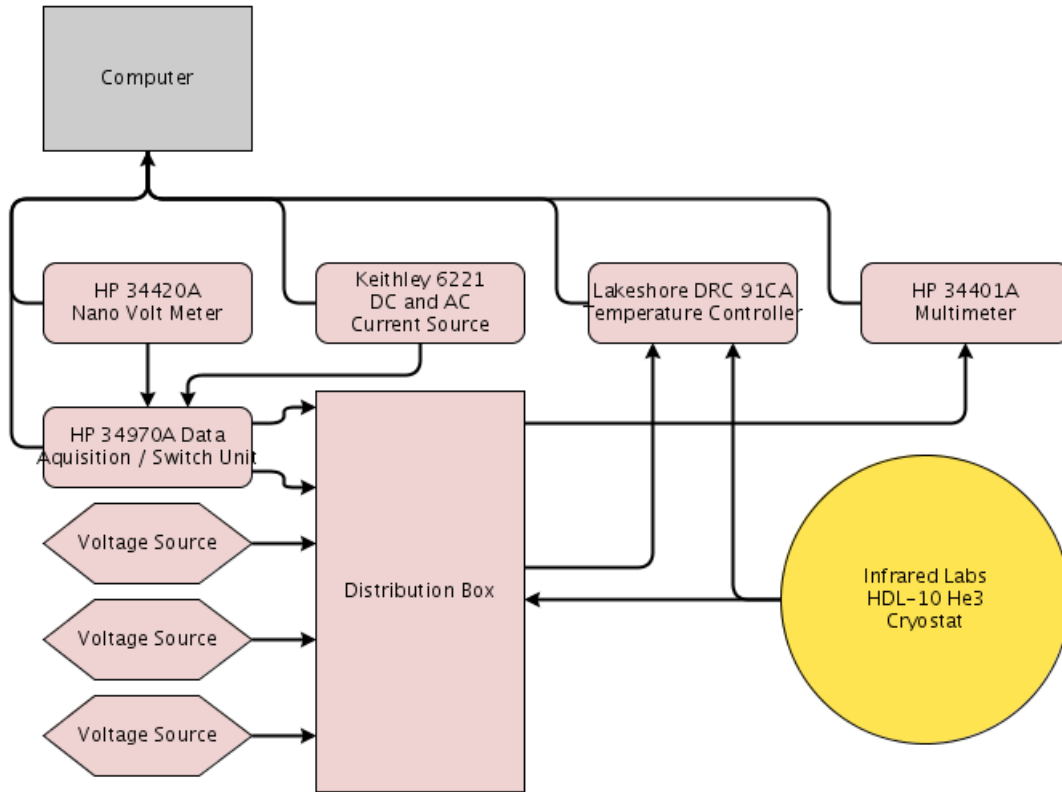 Computer
HP 34420A
Nano Volt Meter
Keithley 6221
DC and AC
Current Source
Lakeshore DRC 91CA
Temperature Controller
HP 34401A
Multimeter
HP 34970A Data
Aquisition / Switch Unit
Voltage Source
Voltage Source
Voltage Source
Distribution Box
Infrared Labs
HDL-10 He3
Cryostat